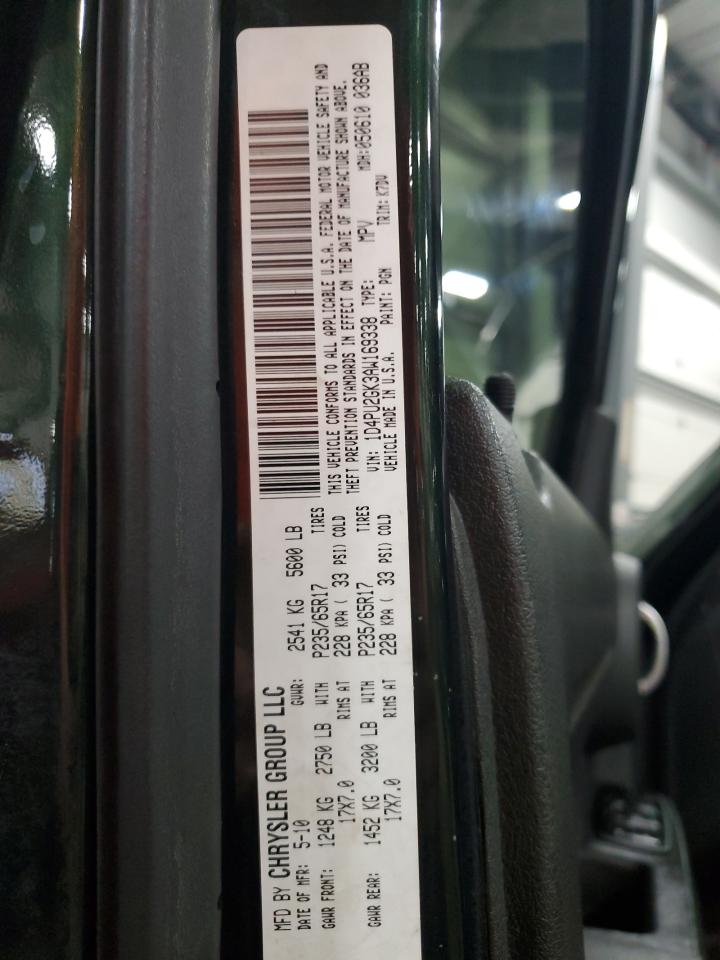 MFD BY CHRYSLER GROUP LLC
DATE OF MFR: 5-10 GVWR: 2541 KG 5600 LB
GAWR FRONT: 1248 KG 2750 LB WITH P235/65R17 TIRES
17X7.0 RIMS AT 228 KPA ( 33 PSI) COLD
GAWR REAR: 1452 KG 3200 LB WITH P235/65R17 TIRES
17X7.0 RIMS AT 228 KPA ( 33 PSI) COLD
THIS VEHICLE CONFORMS TO ALL APPLICABLE U.S.A. FEDERAL MOTOR VEHICLE SAFETY AND
THEFT PREVENTION STANDARDS IN EFFECT ON THE DATE OF MANUFACTURE SHOWN ABOVE.
VIN: 1D4PU2GK3AW169338 TYPE: MPV MDH:050610 036AB
VEHICLE MADE IN U.S.A. PAINT: PGN TRIM: K7DV